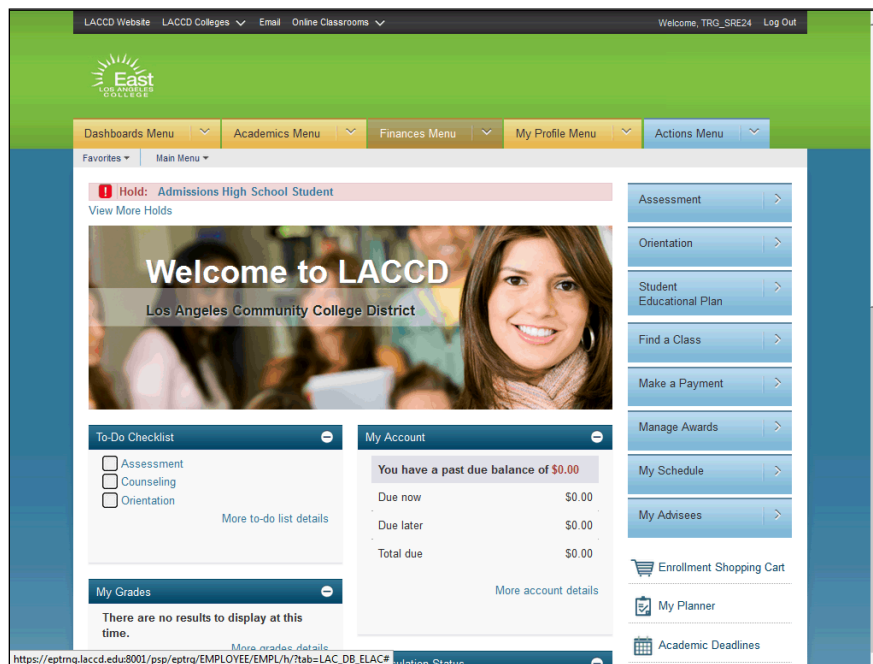 LACCD Website LACCD Colleges Email Online Classrooms Welcome, TRG_SRE24 Log Out
East
LOS ANGELES
COLLEGE
Dashboards Menu Academics Menu Finances Menu My Profile Menu Actions Menu
Favorites Main Menu
Hold: Admissions High School Student
View More Holds
Welcome to LACCD
Los Angeles Community College District
To-Do Checklist
Assessment
Counseling
Orientation
More to-do list details
My Grades
There are no results to display at this
time.
More grades details
My Account
You have a past due balance of $0.00
Due now $0.00
Due later $0.00
Total due $0.00
More account details
Assessment
Orientation
Student
Educational Plan
Find a Class
Make a Payment
Manage Awards
My Schedule
My Advisees
Enrollment Shopping Cart
My Planner
Academic Deadlines
https://eptrng.laccd.edu:8001/psp/eptrg/EMPLOYEE/EMPL/h/?tab=LAC_DB_ELAC#
Status